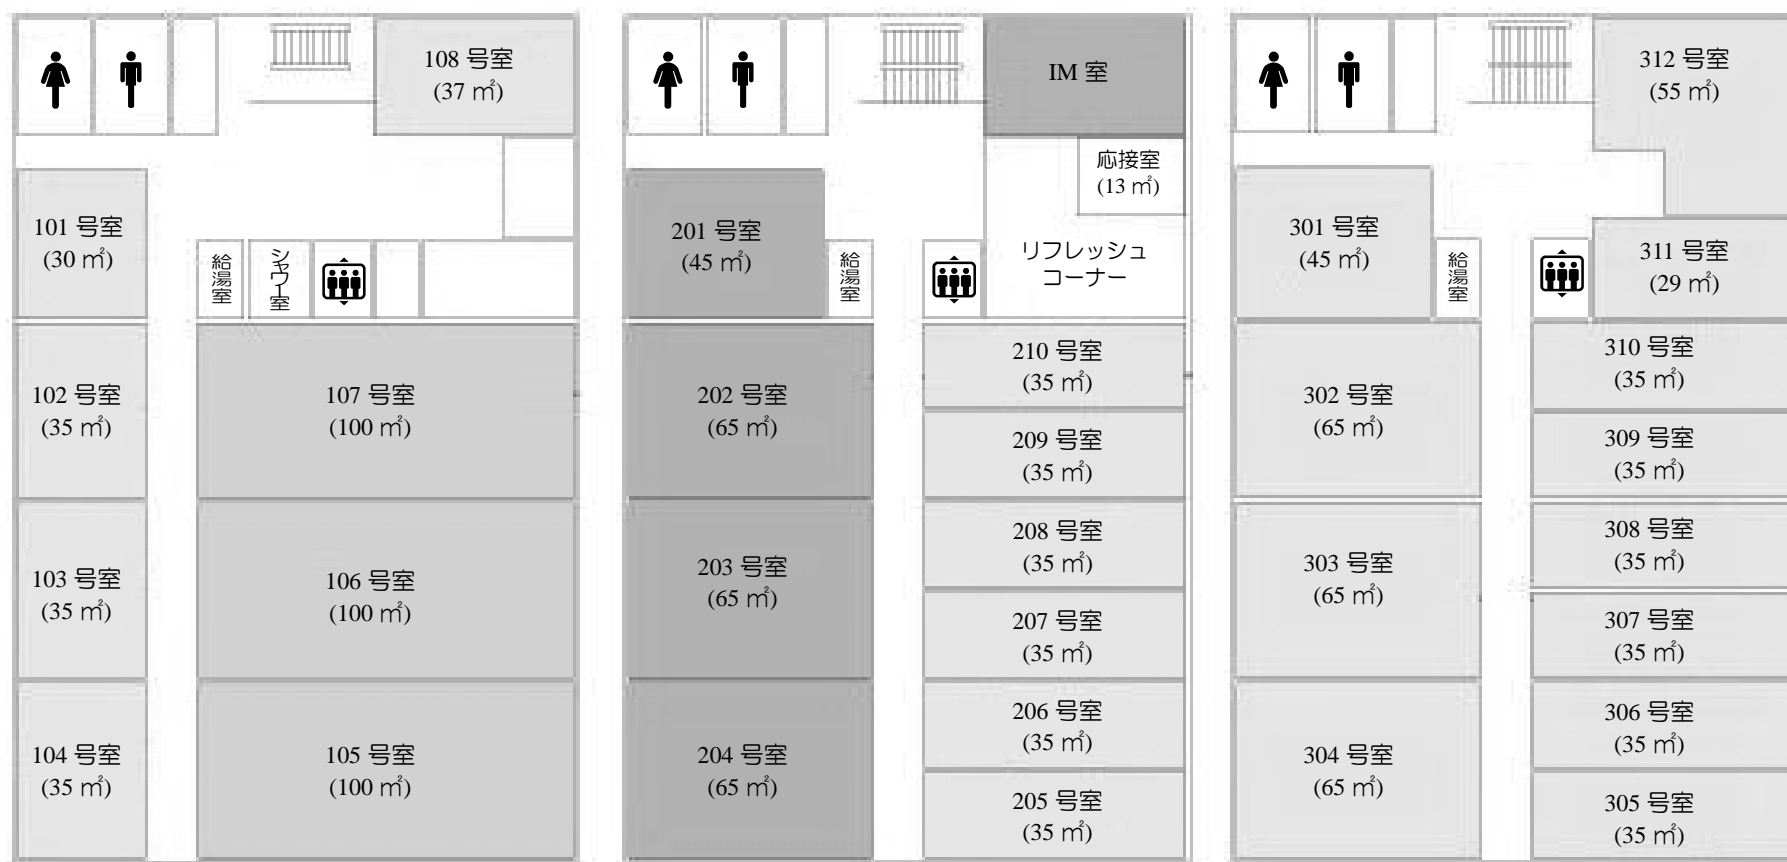 108 号室
(37 ㎡)
101 号室
(30 ㎡)
給湯室
シャワー室
102 号室
(35 ㎡)
107 号室
(100 ㎡)
103 号室
(35 ㎡)
106 号室
(100 ㎡)
104 号室
(35 ㎡)
105 号室
(100 ㎡)
IM 室
応接室
(13 ㎡)
201 号室
(45 ㎡)
給湯室
リフレッシュ
コーナー
202 号室
(65 ㎡)
210 号室
(35 ㎡)
209 号室
(35 ㎡)
203 号室
(65 ㎡)
208 号室
(35 ㎡)
207 号室
(35 ㎡)
204 号室
(65 ㎡)
206 号室
(35 ㎡)
205 号室
(35 ㎡)
312 号室
(55 ㎡)
301 号室
(45 ㎡)
給湯室
311 号室
(29 ㎡)
302 号室
(65 ㎡)
310 号室
(35 ㎡)
309 号室
(35 ㎡)
303 号室
(65 ㎡)
308 号室
(35 ㎡)
307 号室
(35 ㎡)
304 号室
(65 ㎡)
306 号室
(35 ㎡)
305 号室
(35 ㎡)